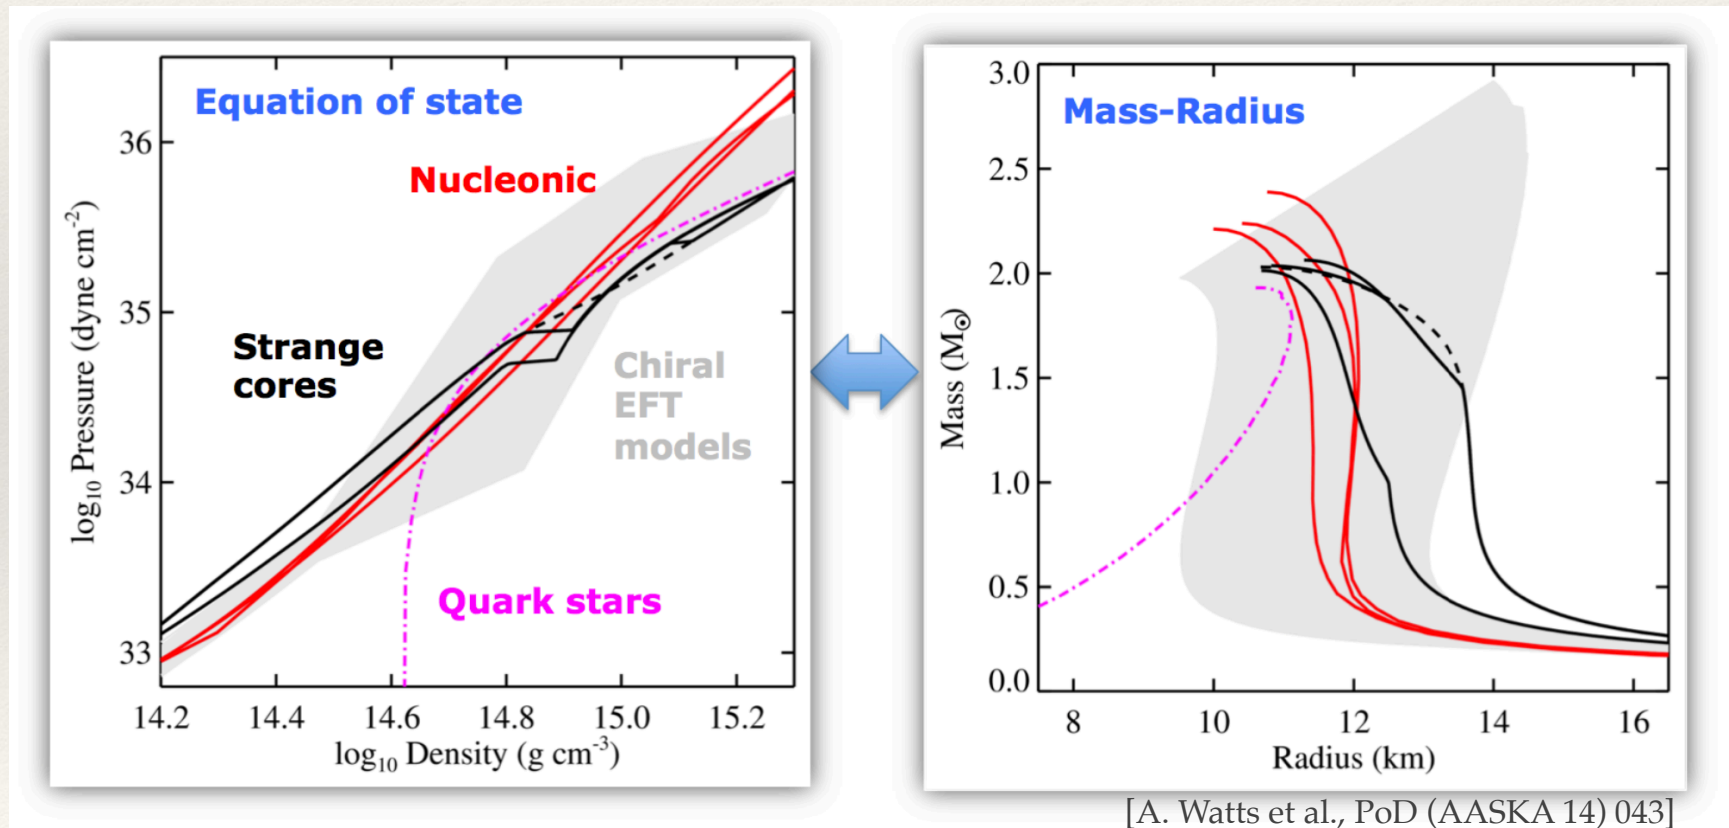 Equation of state
Nucleonic
Strange
cores
Chiral
EFT
models
Quark stars
36
35
34
33
log₁₀ Pressure (dyne cm⁻²)
14.2 14.4 14.6 14.8 15.0 15.2
log₁₀ Density (g cm⁻³)
Mass-Radius
3.0
2.5
2.0
1.5
1.0
0.5
0.0
Mass (M☉)
8 10 12 14 16
Radius (km)
[A. Watts et al., PoD (AASKA 14) 043]